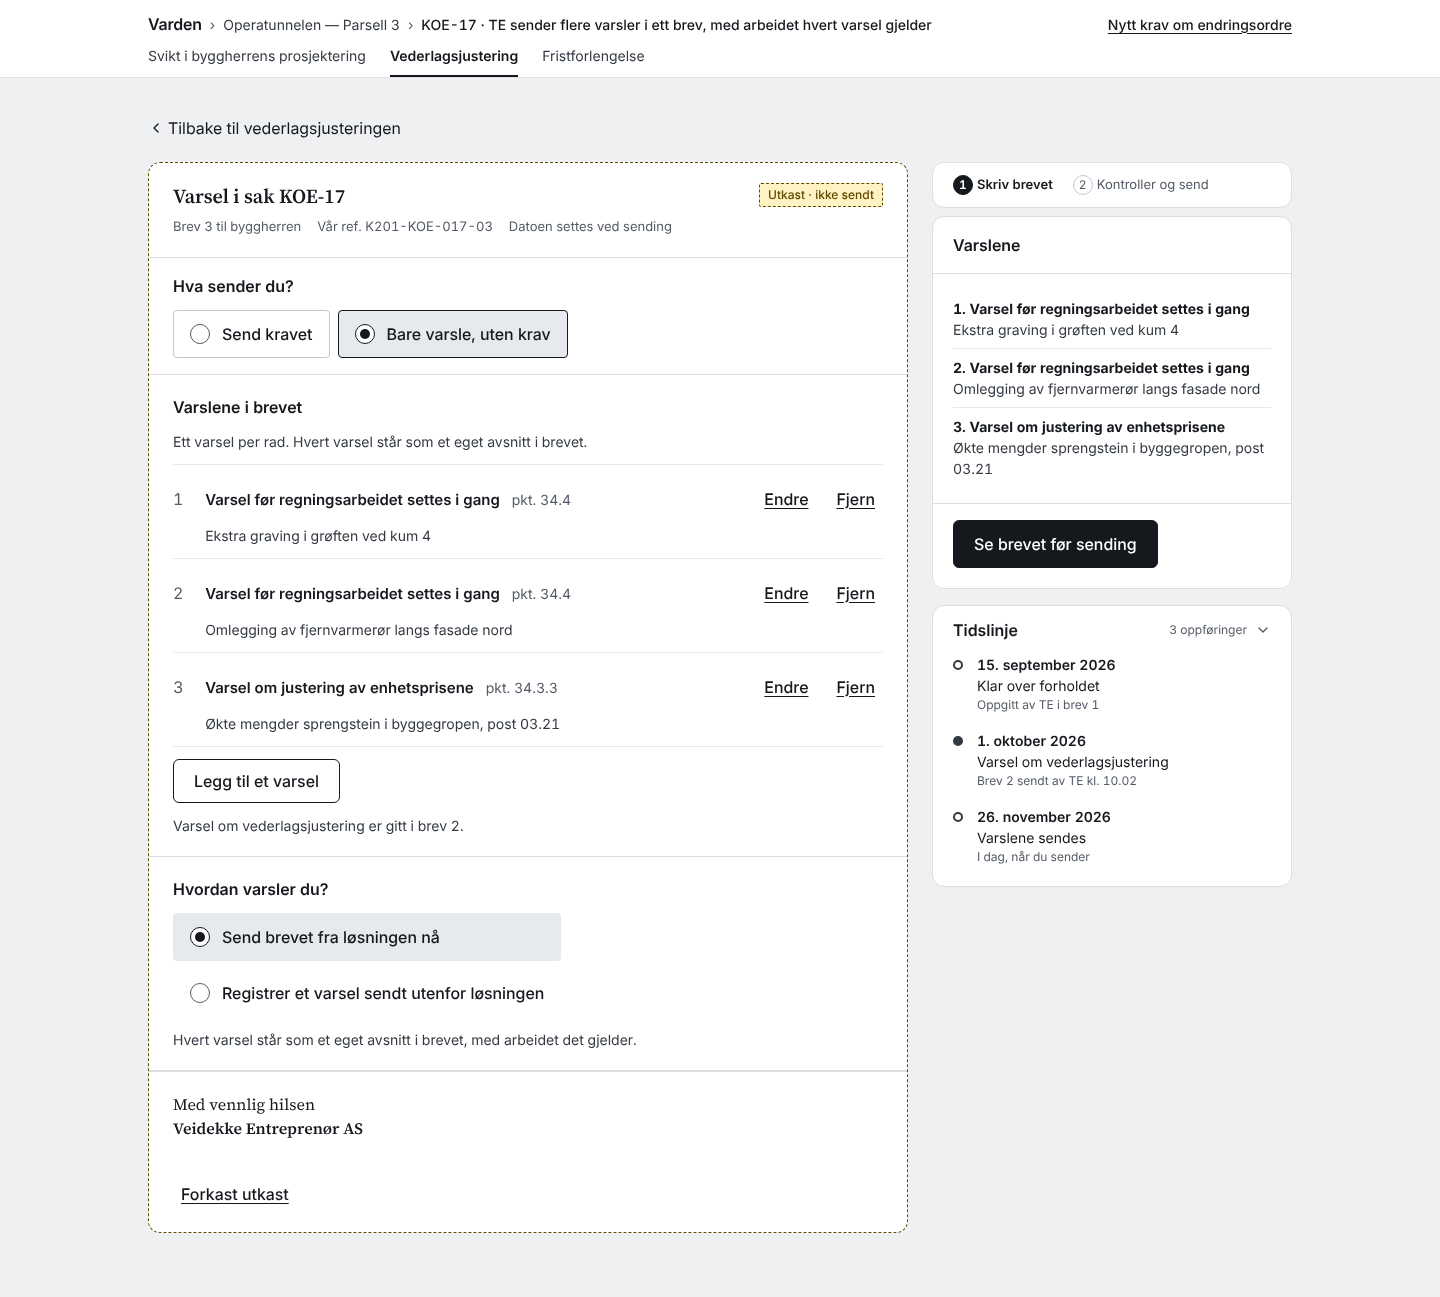 Varden › Operatunnelen — Parsell 3 › KOE-17 · TE sender flere varsler i ett brev, med arbeidet hvert varsel gjelder
Nytt krav om endringsordre
Svikt i byggherrens prosjektering Vederlagsjustering Fristforlengelse
Tilbake til vederlagsjusteringen
Varsel i sak KOE-17
Utkast · ikke sendt
Brev 3 til byggherren Vår ref. K201-KOE-017-03 Datoen settes ved sending
Hva sender du?
Send kravet
Bare varsle, uten krav
Varslene i brevet
Ett varsel per rad. Hvert varsel står som et eget avsnitt i brevet.
1 Varsel før regningsarbeidet settes i gang pkt. 34.4 Endre Fjern
Ekstra graving i grøften ved kum 4
2 Varsel før regningsarbeidet settes i gang pkt. 34.4 Endre Fjern
Omlegging av fjernvarmerør langs fasade nord
3 Varsel om justering av enhetsprisene pkt. 34.3.3 Endre Fjern
Økte mengder sprengstein i byggegropen, post 03.21
Legg til et varsel
Varsel om vederlagsjustering er gitt i brev 2.
Hvordan varsler du?
Send brevet fra løsningen nå
Registrer et varsel sendt utenfor løsningen
Hvert varsel står som et eget avsnitt i brevet, med arbeidet det gjelder.
Med vennlig hilsen
Veidekke Entreprenør AS
Forkast utkast
1 Skriv brevet 2 Kontroller og send
Varslene
1. Varsel før regningsarbeidet settes i gang
Ekstra graving i grøften ved kum 4
2. Varsel før regningsarbeidet settes i gang
Omlegging av fjernvarmerør langs fasade nord
3. Varsel om justering av enhetsprisene
Økte mengder sprengstein i byggegropen, post
03.21
Se brevet før sending
Tidslinje 3 oppføringer
15. september 2026
Klar over forholdet
Oppgitt av TE i brev 1
1. oktober 2026
Varsel om vederlagsjustering
Brev 2 sendt av TE kl. 10.02
26. november 2026
Varslene sendes
I dag, når du sender